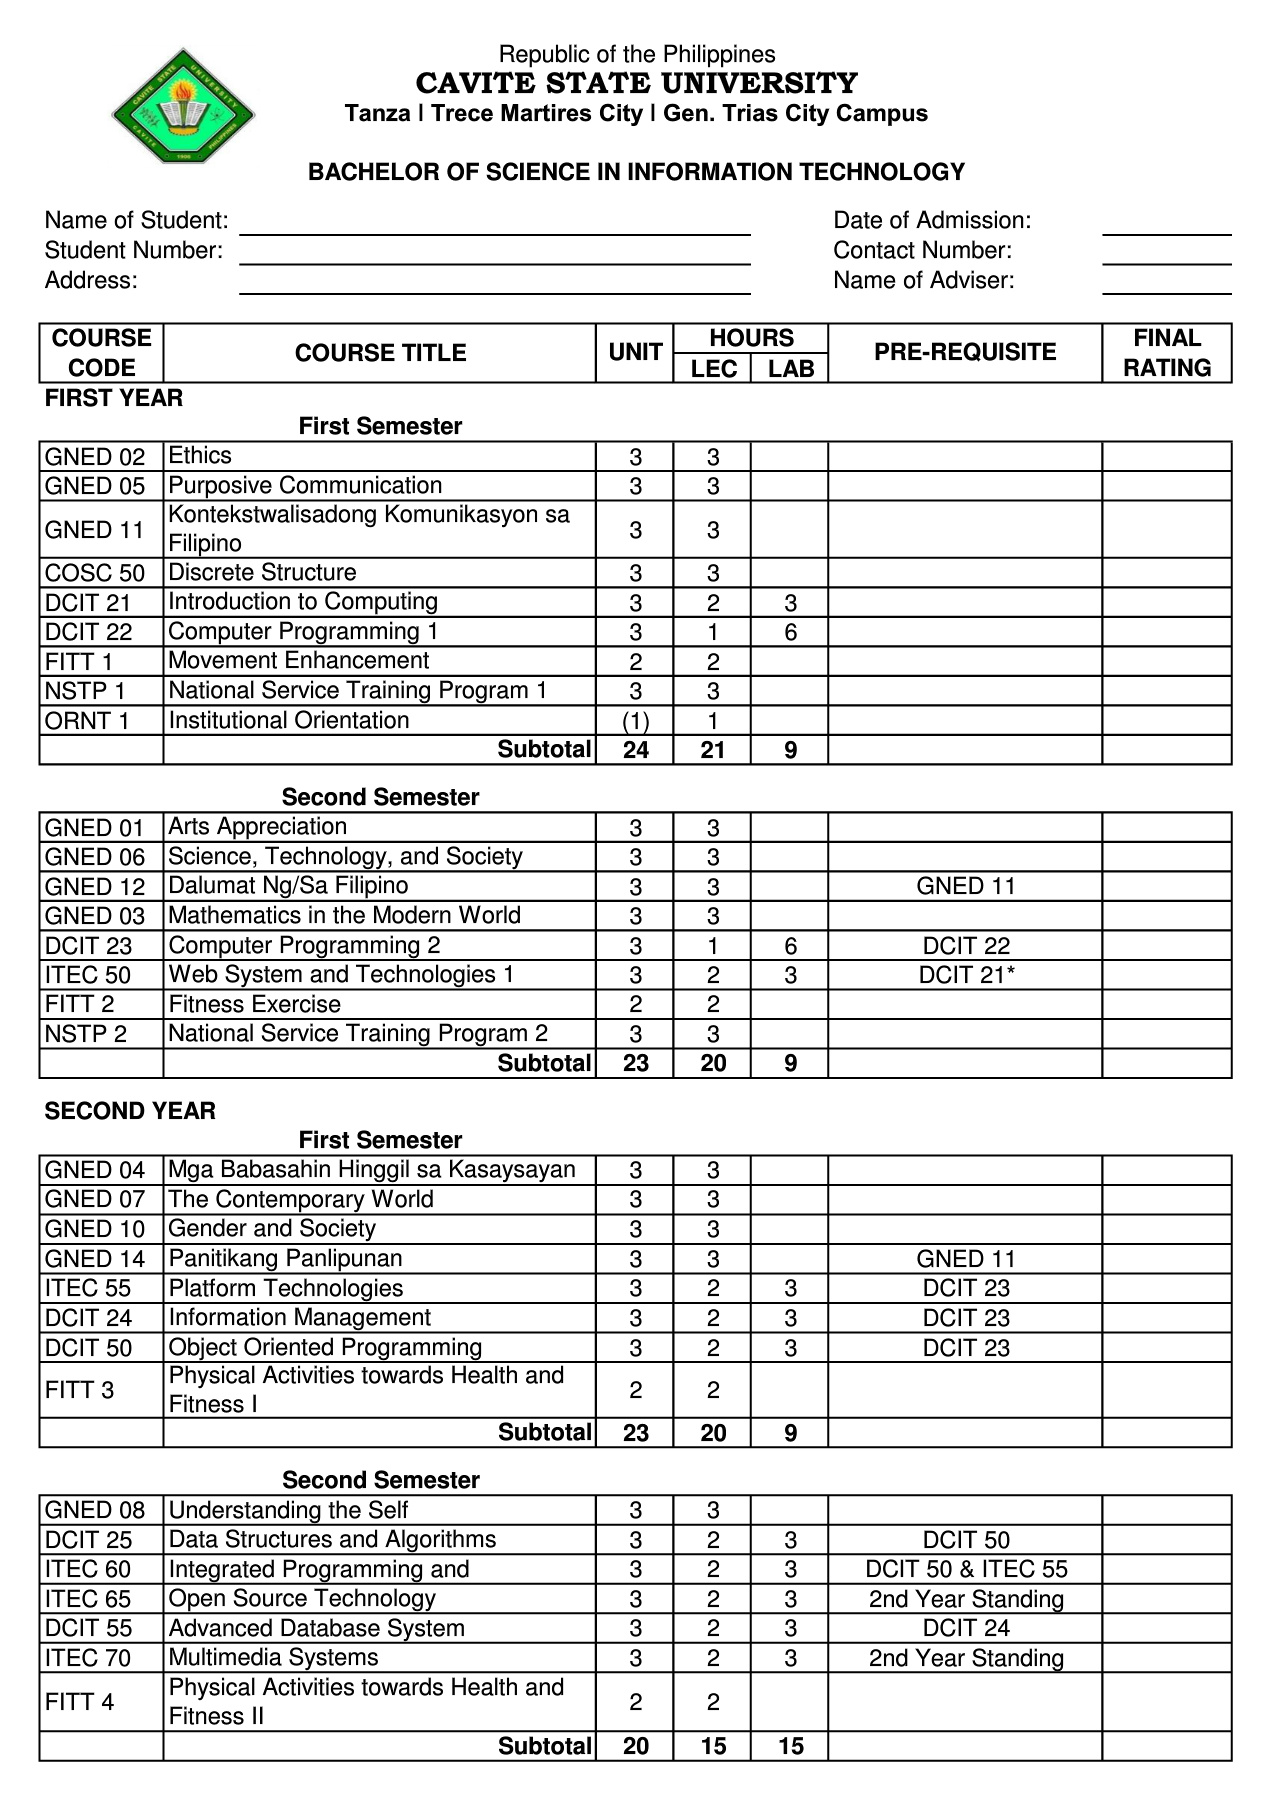 Republic of the Philippines
CAVITE STATE UNIVERSITY
Tanza | Trece Martires City | Gen. Trias City Campus
BACHELOR OF SCIENCE IN INFORMATION TECHNOLOGY
CAVITE STATE UNIVERSITY
CAVITE 1906 PHILIPPINES
Name of Student: Date of Admission:
Student Number: Contact Number:
Address: Name of Adviser:
COURSE CODE COURSE TITLE UNIT HOURS LEC LAB PRE-REQUISITE FINAL RATING
FIRST YEAR
First Semester
GNED 02 Ethics 3 3
GNED 05 Purposive Communication 3 3
GNED 11 Kontekstwalisadong Komunikasyon sa Filipino 3 3
COSC 50 Discrete Structure 3 3
DCIT 21 Introduction to Computing 3 2 3
DCIT 22 Computer Programming 1 3 1 6
FITT 1 Movement Enhancement 2 2
NSTP 1 National Service Training Program 1 3 3
ORNT 1 Institutional Orientation (1) 1
Subtotal 24 21 9
Second Semester
GNED 01 Arts Appreciation 3 3
GNED 06 Science, Technology, and Society 3 3
GNED 12 Dalumat Ng/Sa Filipino 3 3 GNED 11
GNED 03 Mathematics in the Modern World 3 3
DCIT 23 Computer Programming 2 3 1 6 DCIT 22
ITEC 50 Web System and Technologies 1 3 2 3 DCIT 21*
FITT 2 Fitness Exercise 2 2
NSTP 2 National Service Training Program 2 3 3
Subtotal 23 20 9
SECOND YEAR
First Semester
GNED 04 Mga Babasahin Hinggil sa Kasaysayan 3 3
GNED 07 The Contemporary World 3 3
GNED 10 Gender and Society 3 3
GNED 14 Panitikang Panlipunan 3 3 GNED 11
ITEC 55 Platform Technologies 3 2 3 DCIT 23
DCIT 24 Information Management 3 2 3 DCIT 23
DCIT 50 Object Oriented Programming 3 2 3 DCIT 23
FITT 3 Physical Activities towards Health and Fitness I 2 2
Subtotal 23 20 9
Second Semester
GNED 08 Understanding the Self 3 3
DCIT 25 Data Structures and Algorithms 3 2 3 DCIT 50
ITEC 60 Integrated Programming and 3 2 3 DCIT 50 & ITEC 55
ITEC 65 Open Source Technology 3 2 3 2nd Year Standing
DCIT 55 Advanced Database System 3 2 3 DCIT 24
ITEC 70 Multimedia Systems 3 2 3 2nd Year Standing
FITT 4 Physical Activities towards Health and Fitness II 2 2
Subtotal 20 15 15